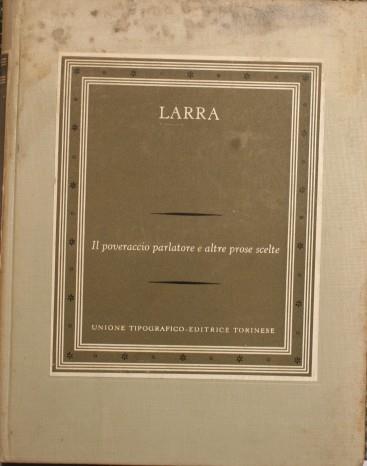 LARRA
Il poveraccio parlatore e altre prose scelte
UNIONE TIPOGRAFICO-EDITRICE TORINESE